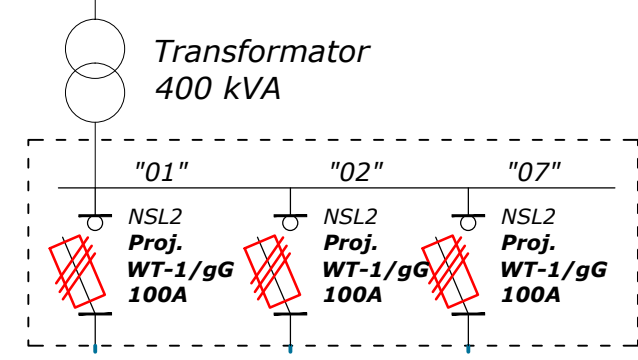 Transformator
400 kVA
"01"
"02"
"07"
NSL2
Proj.
WT-1/gG
100A
NSL2
Proj.
WT-1/gG
100A
NSL2
Proj.
WT-1/gG
100A